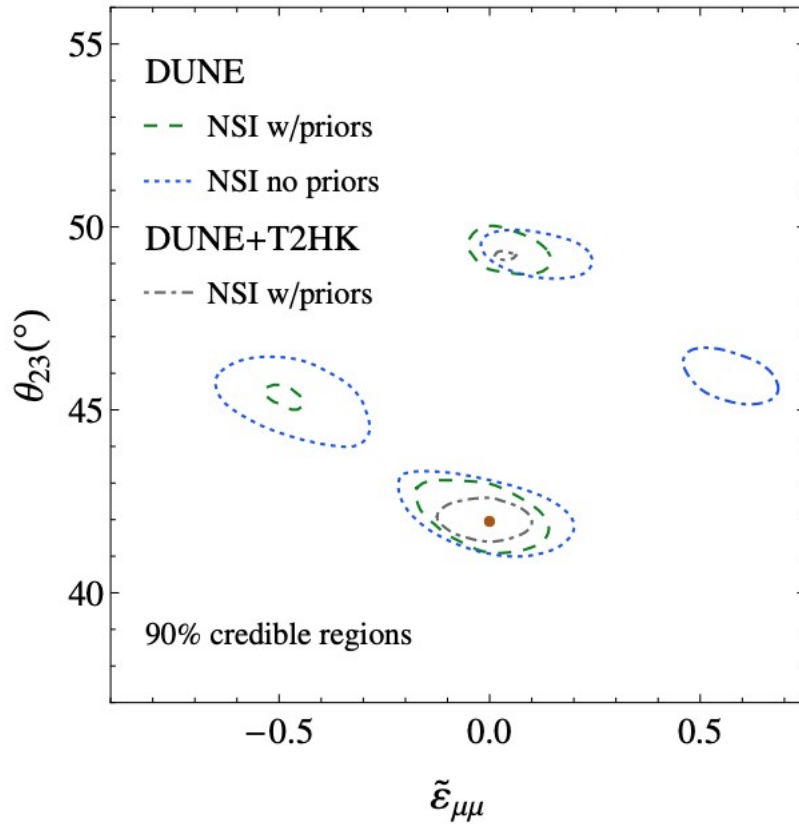 55
DUNE
NSI w/priors
NSI no priors
50
DUNE+T2HK
NSI w/priors
θ23(°)
45
40
90% credible regions
−0.5
0.0
0.5
ε̃μμ